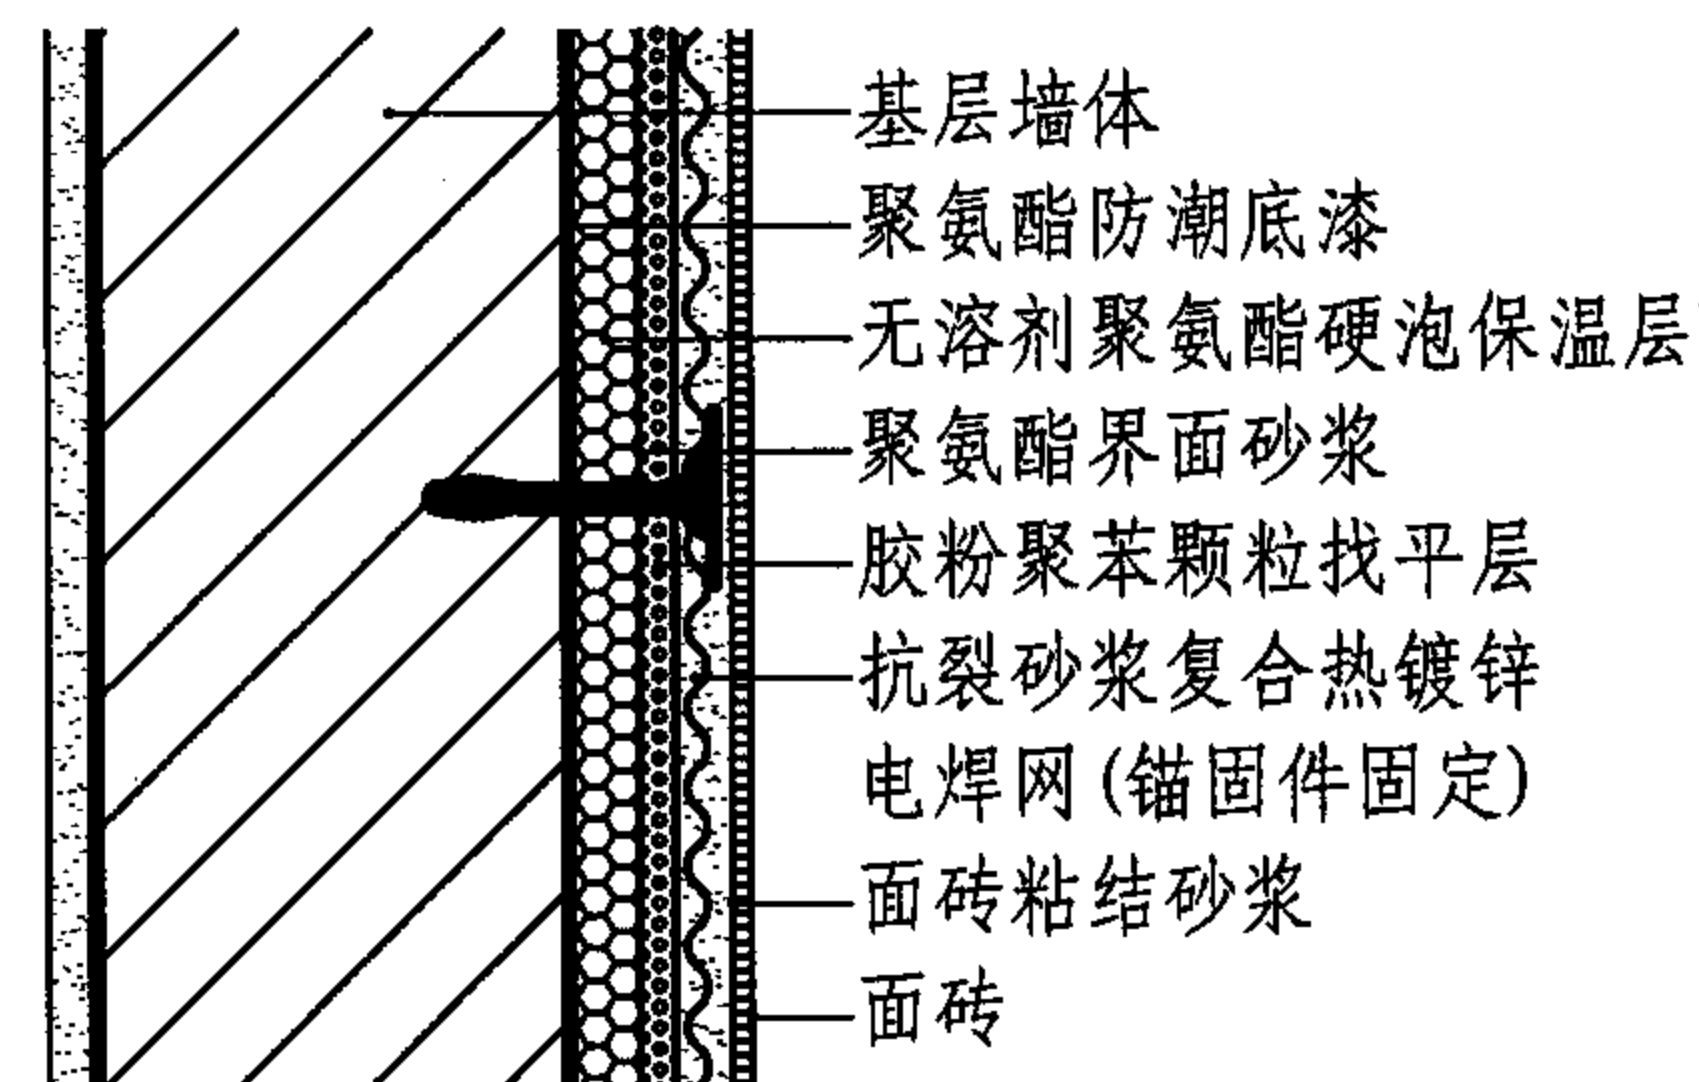 基层墙体
聚氨酯防潮底漆
无溶剂聚氨酯硬泡保温层
聚氨酯界面砂浆
胶粉聚苯颗粒找平层
抗裂砂浆复合热镀锌
电焊网(锚固件固定)
面砖粘结砂浆
面砖